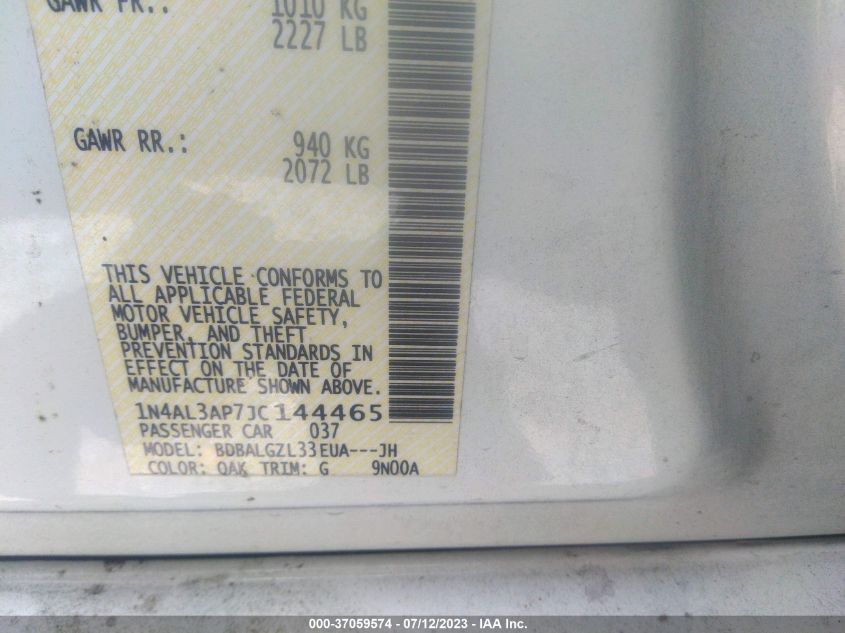 GAWR FR.: 1010 KG
2227 LB
GAWR RR.: 940 KG
2072 LB
THIS VEHICLE CONFORMS TO
ALL APPLICABLE FEDERAL
MOTOR VEHICLE SAFETY,
BUMPER, AND THEFT
PREVENTION STANDARDS IN
EFFECT ON THE DATE OF
MANUFACTURE SHOWN ABOVE.
1N4AL3AP7JC144465
PASSENGER CAR 037
MODEL: BDBALGZL33EUA---JH
COLOR: QAK TRIM: G 9N00A
000-37059574 - 07/12/2023 - IAA Inc.